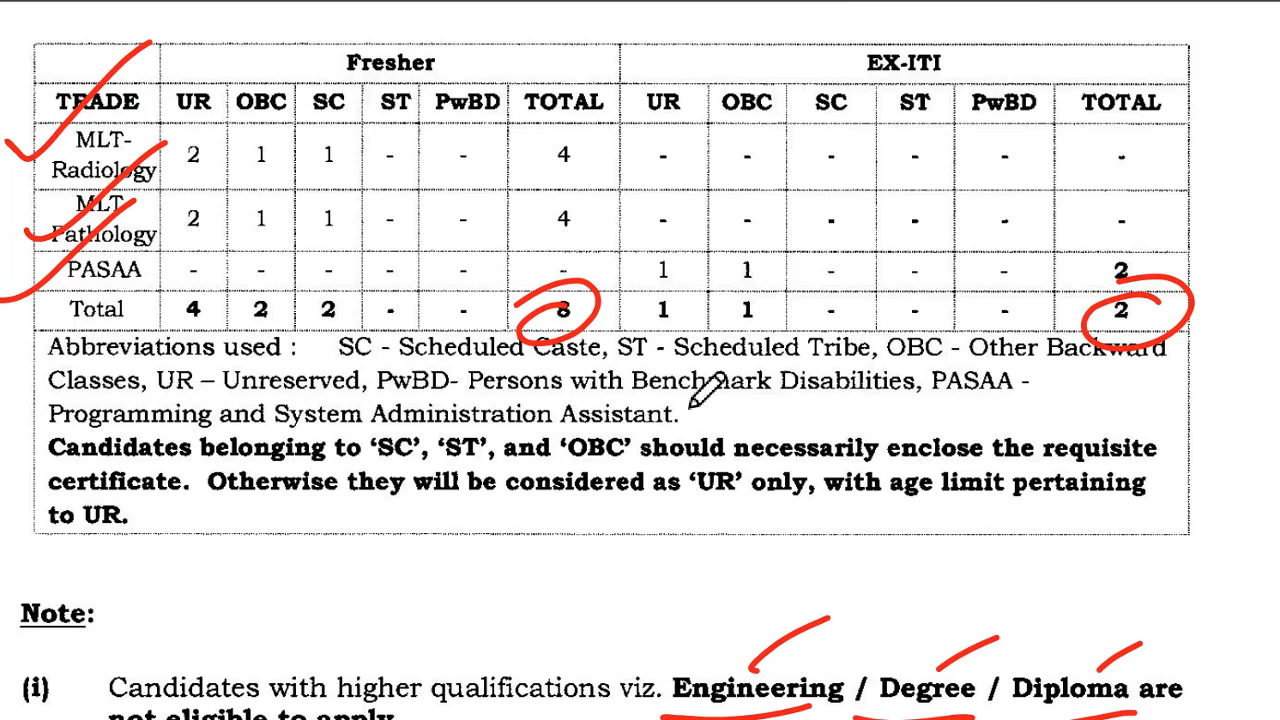 Fresher EX-ITI
TRADE UR OBC SC ST PwBD TOTAL UR OBC SC ST PwBD TOTAL
MLT-
Radiology 2 1 1 - - 4 - - - - - -
MLT
Pathology 2 1 1 - - 4 - - - - - -
PASAA - - - - - - 1 1 - - - 2
Total 4 2 2 - - 8 1 1 - - - 2
Abbreviations used : SC - Scheduled Caste, ST - Scheduled Tribe, OBC - Other Backward
Classes, UR – Unreserved, PwBD- Persons with Benchmark Disabilities, PASAA -
Programming and System Administration Assistant.
Candidates belonging to ‘SC’, ‘ST’, and ‘OBC’ should necessarily enclose the requisite
certificate. Otherwise they will be considered as ‘UR’ only, with age limit pertaining
to UR.
Note:
(i) Candidates with higher qualifications viz. Engineering / Degree / Diploma are
not eligible to apply